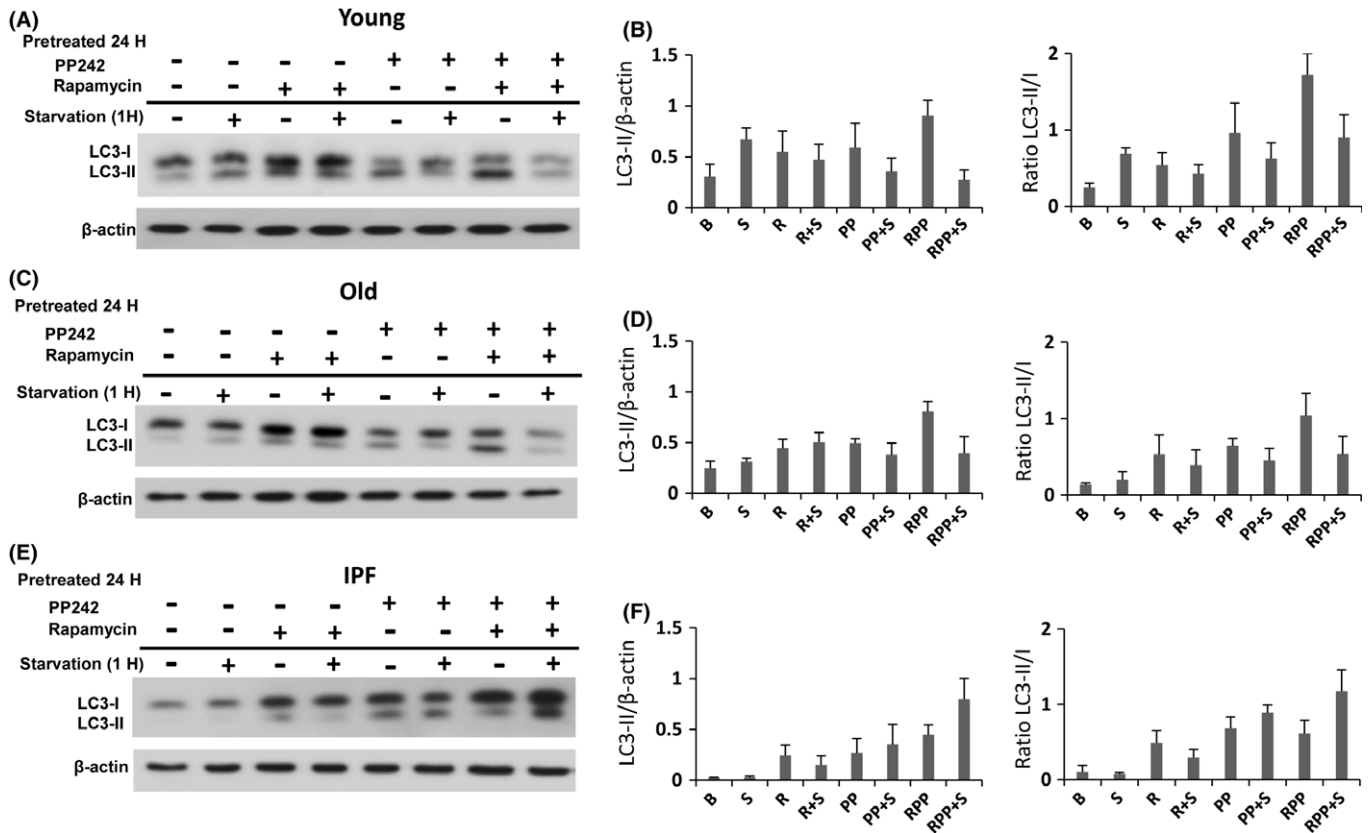 (A)
Young
Pretreated 24 H
PP242 - - - - + + + +
Rapamycin - - + + - - + +
Starvation (1H) - + - + - + - +
LC3-I
LC3-II
β-actin
(B)
LC3-II/β-actin
1.5
1
0.5
0
B S R R+S PP PP+S RPP RPP+S
Ratio LC3-II/I
2
1
0
B S R R+S PP PP+S RPP RPP+S
(C)
Old
Pretreated 24 H
PP242 - - - - + + + +
Rapamycin - - + + - - + +
Starvation (1 H) - + - + - + - +
LC3-I
LC3-II
β-actin
(D)
LC3-II/β-actin
1.5
1
0.5
0
B S R R+S PP PP+S RPP RPP+S
Ratio LC3-II/I
2
1
0
B S R R+S PP PP+S RPP RPP+S
(E)
IPF
Pretreated 24 H
PP242 - - - - + + + +
Rapamycin - - + + - - + +
Starvation (1 H) - + - + - + - +
LC3-I
LC3-II
β-actin
(F)
LC3-II/β-actin
1.5
1
0.5
0
B S R R+S PP PP+S RPP RPP+S
Ratio LC3-II/I
2
1
0
B S R R+S PP PP+S RPP RPP+S